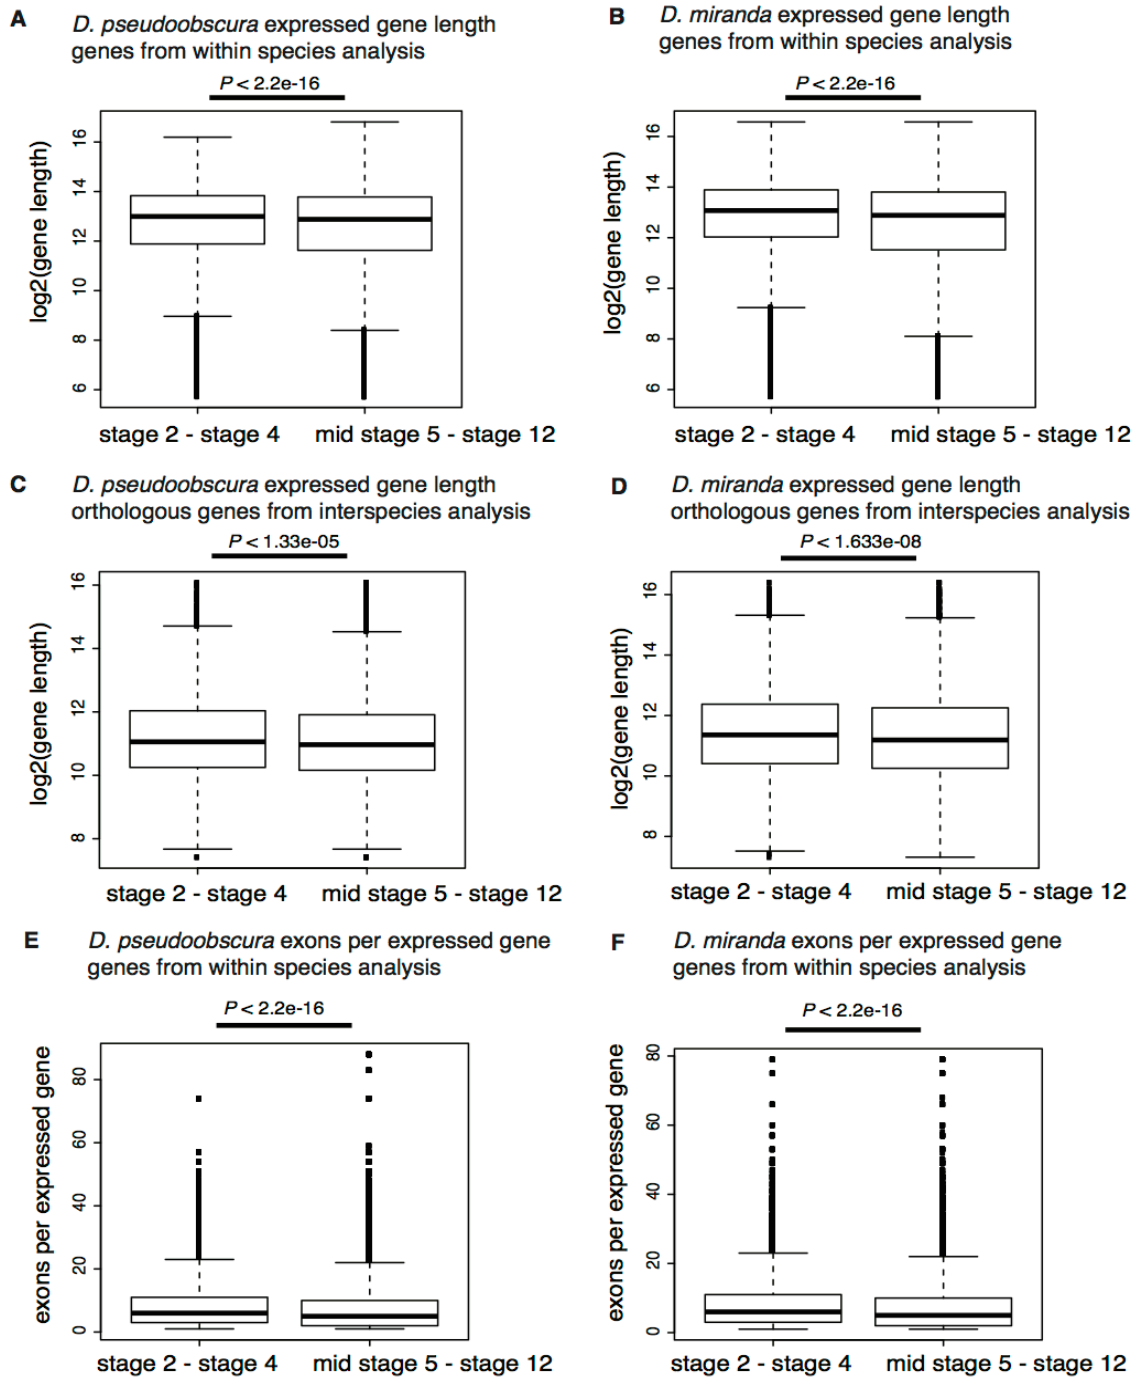 A
D. pseudoobscura expressed gene length
genes from within species analysis
P < 2.2e-16
log2(gene length)
16
14
12
10
8
6
stage 2 - stage 4
mid stage 5 - stage 12
B
D. miranda expressed gene length
genes from within species analysis
P < 2.2e-16
log2(gene length)
16
14
12
10
8
6
stage 2 - stage 4
mid stage 5 - stage 12
C
D. pseudoobscura expressed gene length
orthologous genes from interspecies analysis
P < 1.33e-05
log2(gene length)
16
14
12
10
8
stage 2 - stage 4
mid stage 5 - stage 12
D
D. miranda expressed gene length
orthologous genes from interspecies analysis
P < 1.633e-08
log2(gene length)
16
14
12
10
8
stage 2 - stage 4
mid stage 5 - stage 12
E
D. pseudoobscura exons per expressed gene
genes from within species analysis
P < 2.2e-16
exons per expressed gene
80
60
40
20
0
stage 2 - stage 4
mid stage 5 - stage 12
F
D. miranda exons per expressed gene
genes from within species analysis
P < 2.2e-16
exons per expressed gene
80
60
40
20
0
stage 2 - stage 4
mid stage 5 - stage 12